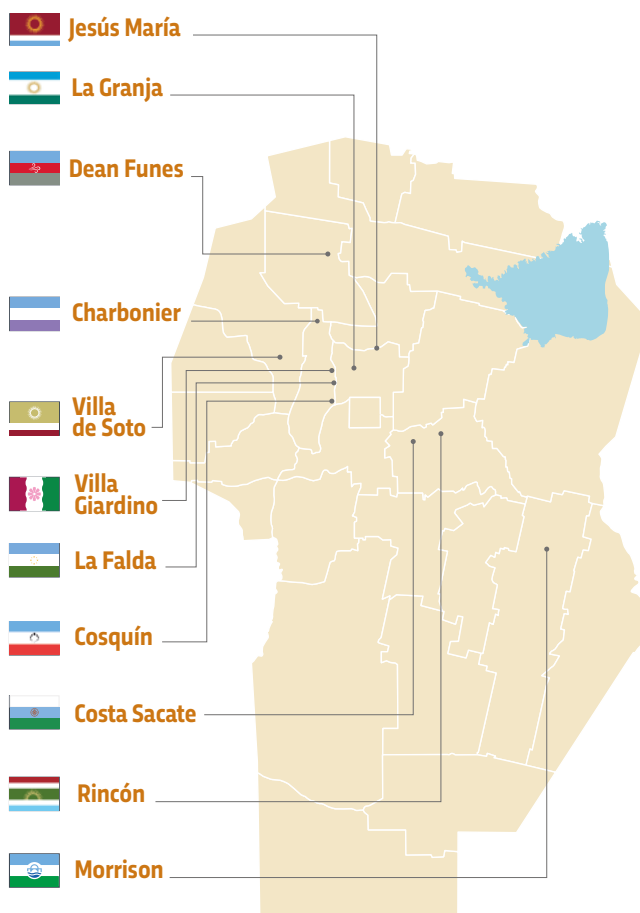 Jesús María
La Granja
Dean Funes
Charbonier
Villa
de Soto
Villa
Giardino
La Falda
Cosquín
Costa Sacate
Rincón
Morrison